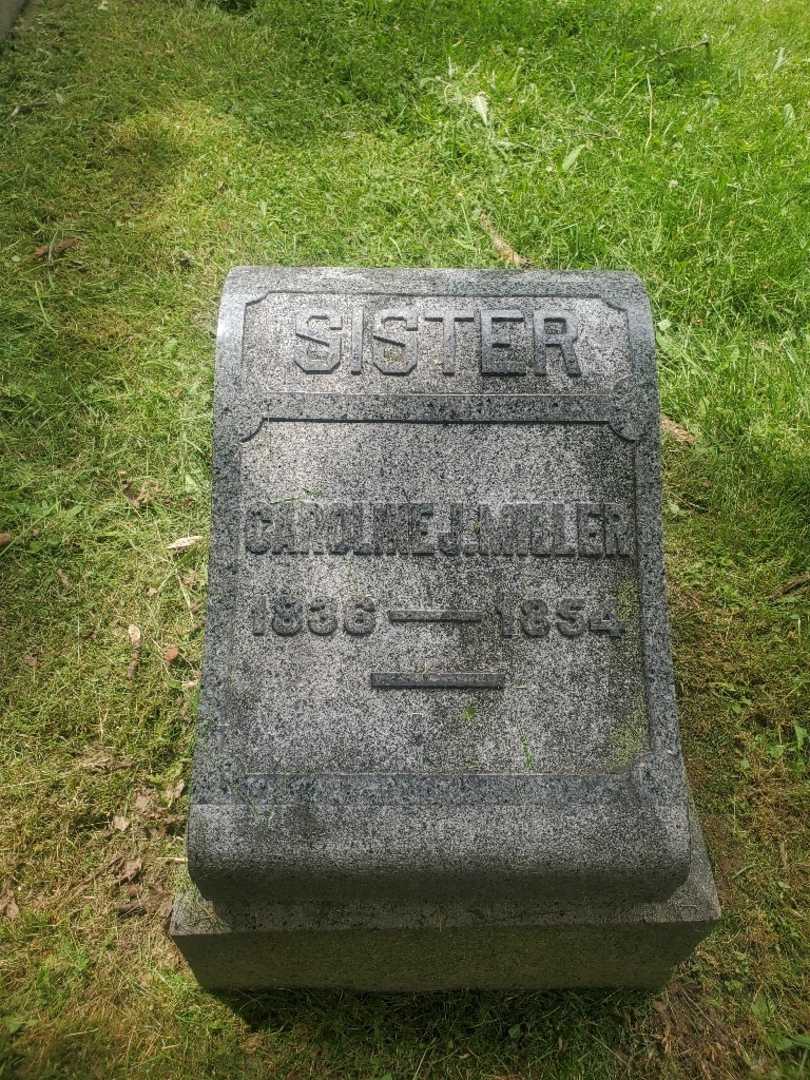 SISTER
CAROLINE J. MILLER
1836 — 1854